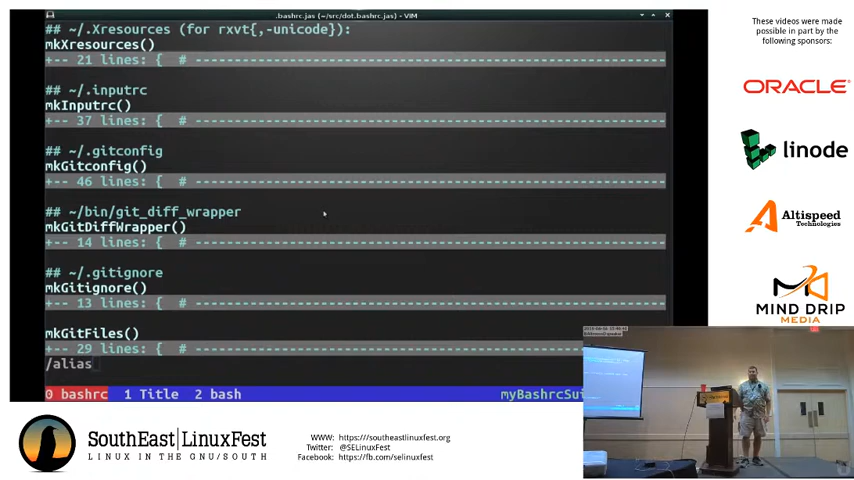 .bashrc.jas (~/src/dot.bashrc.jas) - VIM
## ~/.Xresources (for rxvt{,-unicode}):
mkXresources()
+-- 21 lines: {  # ----------------------------------------------------------------
## ~/.inputrc
mkInputrc()
+-- 37 lines: {  # ----------------------------------------------------------------
## ~/.gitconfig
mkGitconfig()
+-- 46 lines: {  # ----------------------------------------------------------------
## ~/bin/git_diff_wrapper
mkGitDiffWrapper()
+-- 14 lines: {  # ----------------------------------------------------------------
## ~/.gitignore
mkGitignore()
+-- 13 lines: {  # ----------------------------------------------------------------
mkGitFiles()
+-- 29 lines: {  # ----------------------------------------------------
/alias
0 bashrc  1 Title  2 bash  myBashrcSui
These videos were made
possible in part by the
following sponsors:
ORACLE
linode
Altispeed
Technologies
MIND DRIP
MEDIA
SouthEast|LinuxFest
LINUX IN THE GNU/SOUTH
WWW: https://southeastlinuxfest.org
Twitter: @SELinuxFest
Facebook: https://fb.com/selinuxfest